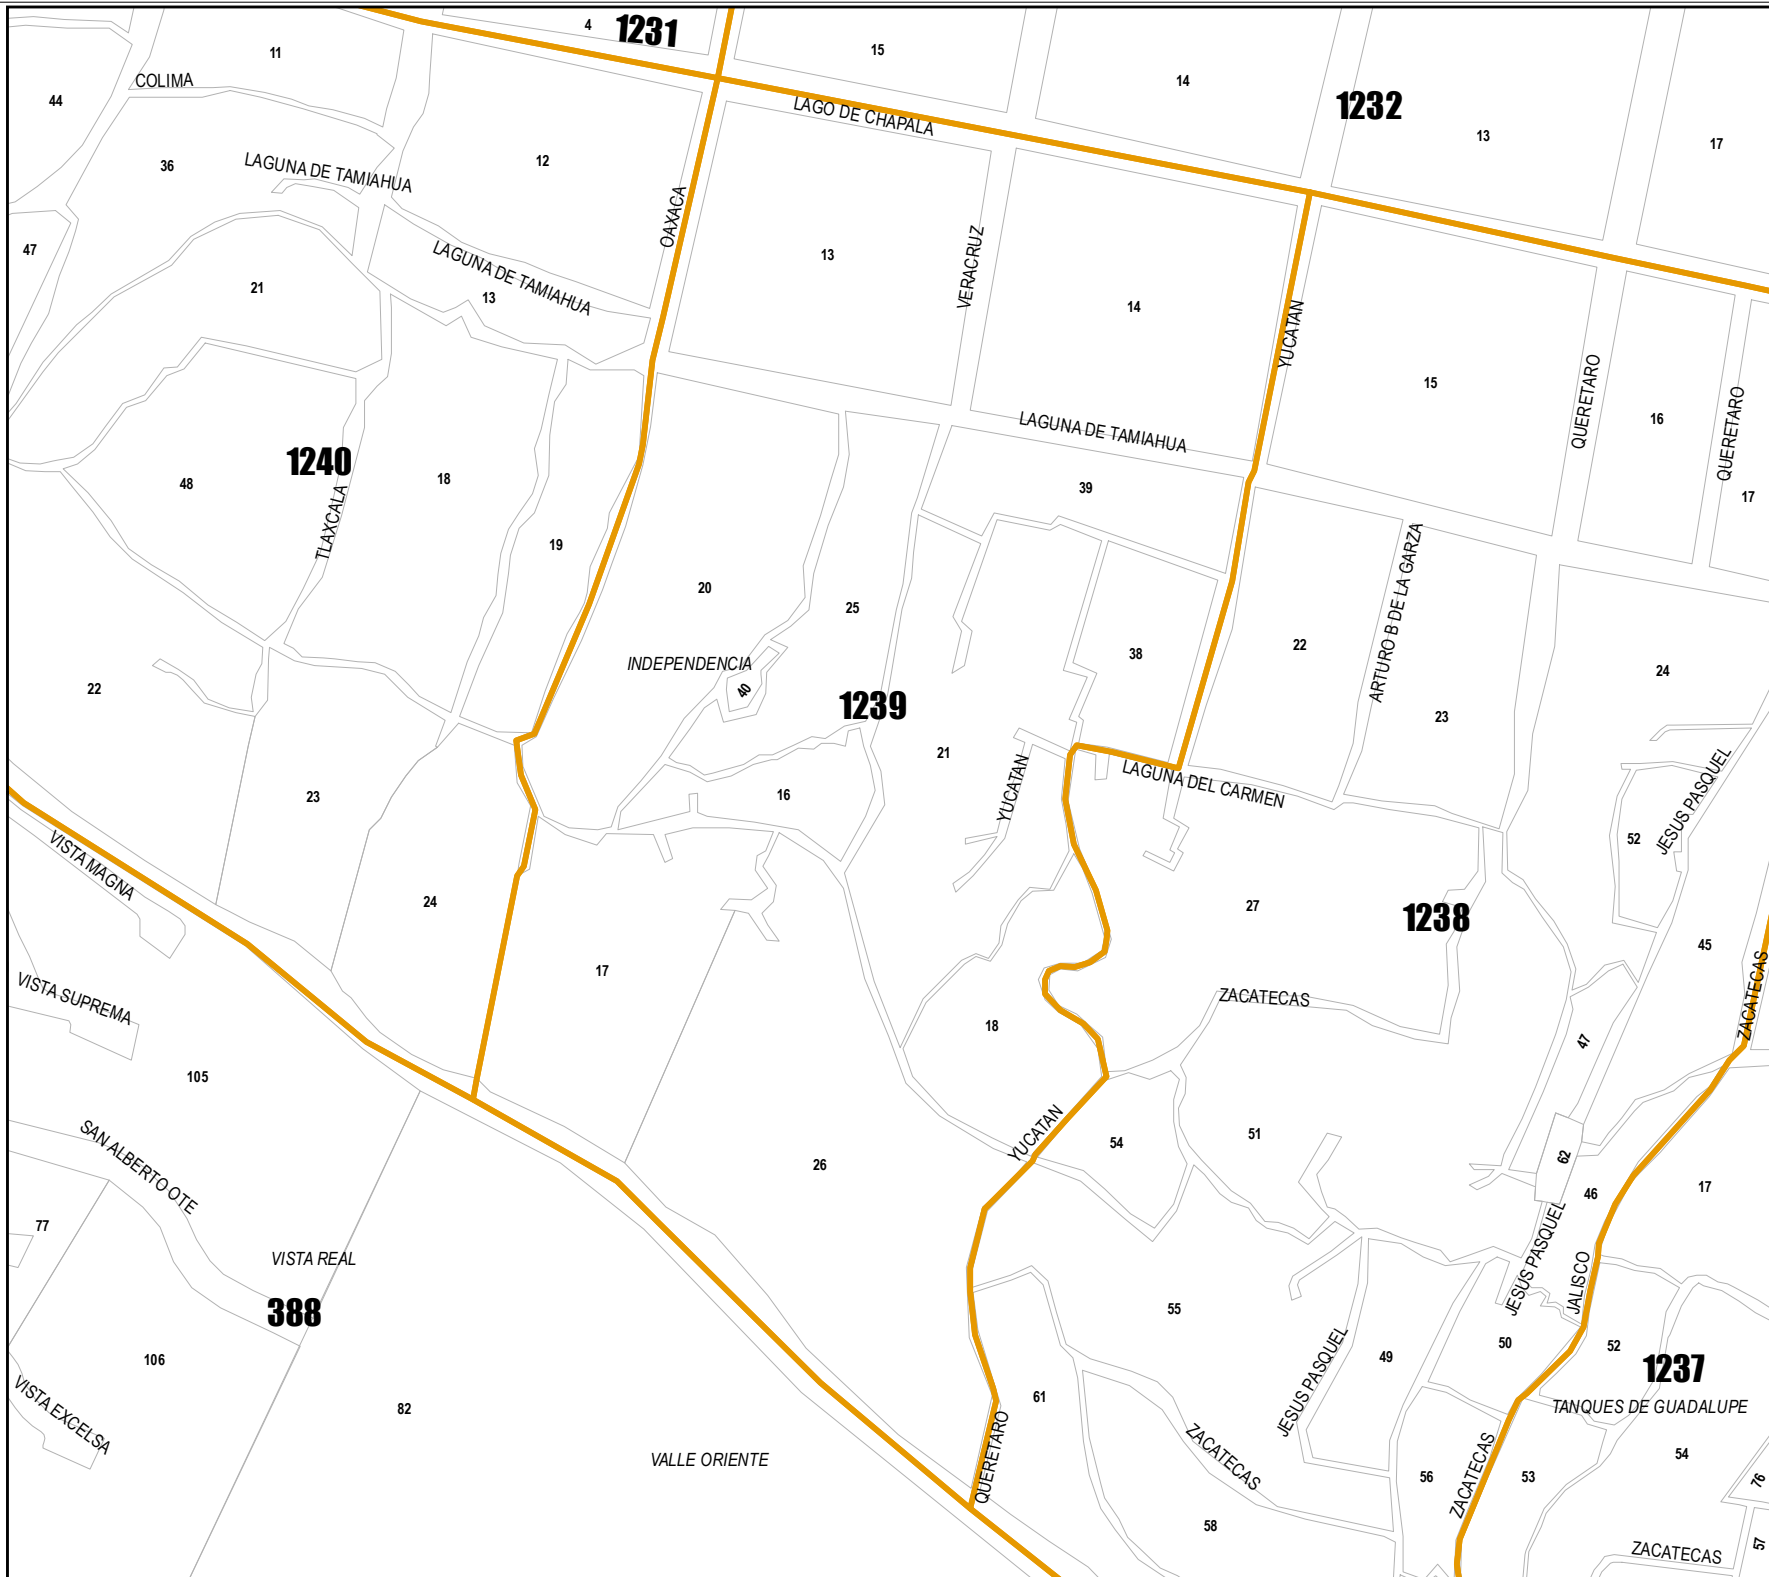 4
1231
15
11
COLIMA
44
14
1232
13
17
LAGO DE CHAPALA
12
36
LAGUNA DE TAMIAHUA
OAXACA
47
LAGUNA DE TAMIAHUA
13
VERACRUZ
21
13
14
YUCATAN
15
QUERETARO
16
QUERETARO
17
LAGUNA DE TAMIAHUA
1240
48
TLAXCALA
18
39
19
20
25
INDEPENDENCIA
40
1239
38
22
ARTURO B DE LA GARZA
23
24
22
21
YUCATAN
LAGUNA DEL CARMEN
JESUS PASQUEL
52
23
16
VISTA MAGNA
24
27
1238
45
17
ZACATECAS
ZACATECAS
VISTA SUPREMA
18
47
105
SAN ALBERTO OTE
YUCATAN
54
51
62
46
17
26
77
VISTA REAL
388
JESUS PASQUEL
JALISCO
55
106
JESUS PASQUEL
49
50
52
1237
TANQUES DE GUADALUPE
VISTA EXCELSA
82
61
QUERETARO
VALLE ORIENTE
ZACATECAS
56
ZACATECAS
53
54
76
58
ZACATECAS
57